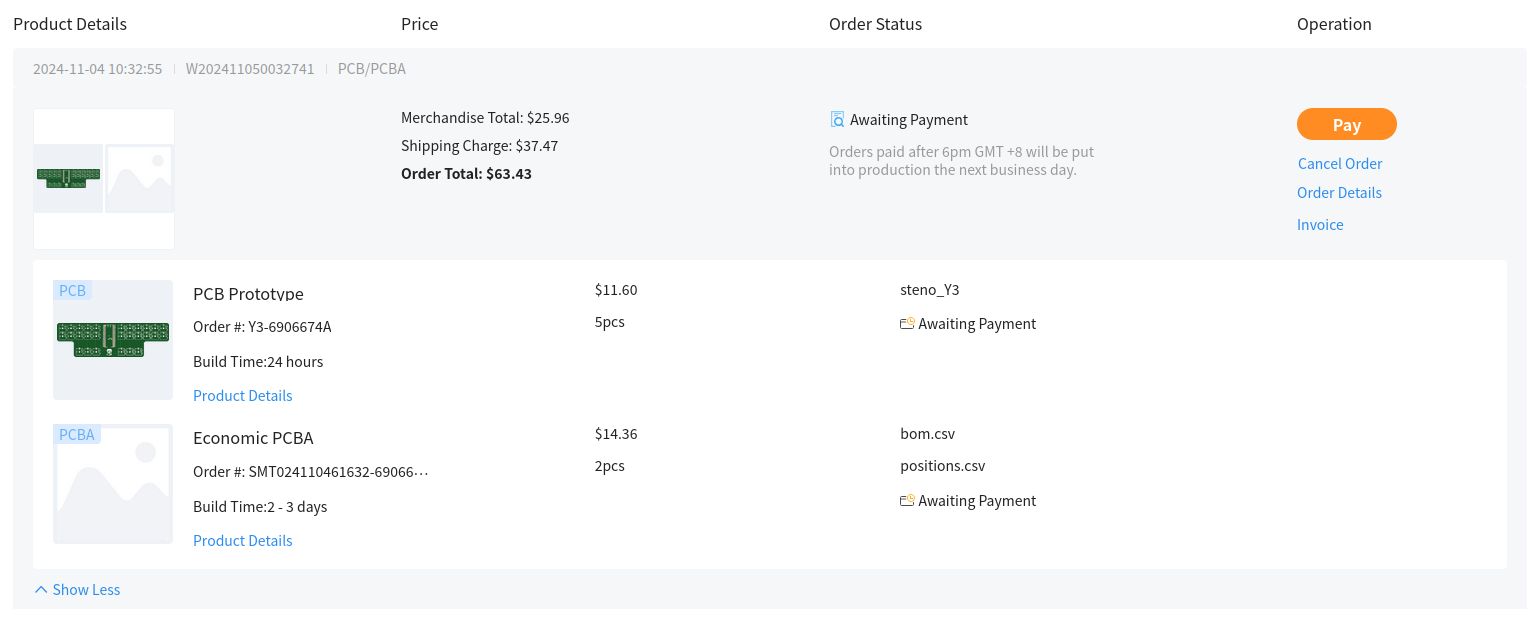 Product Details Price Order Status Operation
2024-11-04 10:32:55 | W202411050032741 | PCB/PCBA
Merchandise Total: $25.96
Shipping Charge: $37.47
Order Total: $63.43
Awaiting Payment
Orders paid after 6pm GMT +8 will be put
into production the next business day.
Pay
Cancel Order
Order Details
Invoice
PCB
PCB Prototype
Order #: Y3-6906674A
Build Time:24 hours
Product Details
$11.60
5pcs
steno_Y3
Awaiting Payment
PCBA
Economic PCBA
Order #: SMT024110461632-69066…
Build Time:2 - 3 days
Product Details
$14.36
2pcs
bom.csv
positions.csv
Awaiting Payment
Show Less